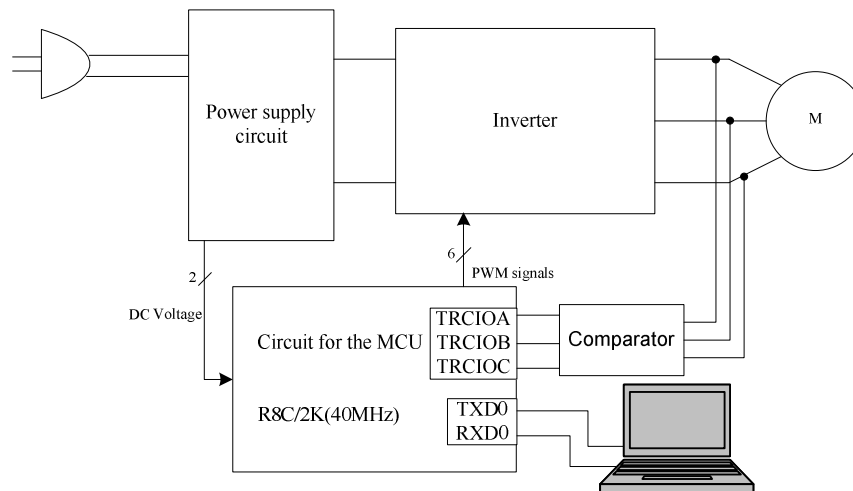 Power supply
circuit
Inverter
M
2
DC Voltage
6
PWM signals
Circuit for the MCU
R8C/2K(40MHz)
TRCIOA
TRCIOB
TRCIOC
TXD0
RXD0
Comparator